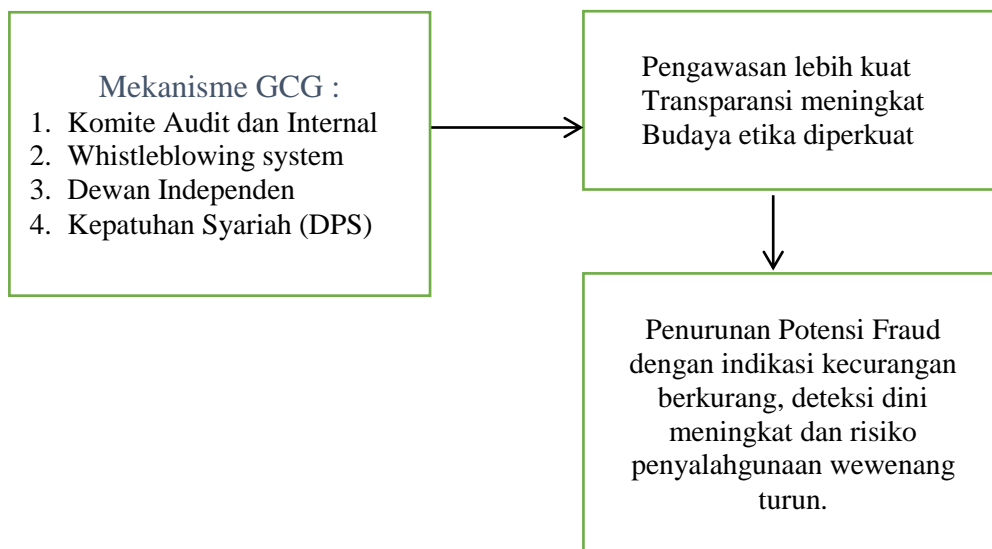 Mekanisme GCG :
1. Komite Audit dan Internal
2. Whistleblowing system
3. Dewan Independen
4. Kepatuhan Syariah (DPS)
Pengawasan lebih kuat
Transparansi meningkat
Budaya etika diperkuat
Penurunan Potensi Fraud
dengan indikasi kecurangan
berkurang, deteksi dini
meningkat dan risiko
penyalahgunaan wewenang
turun.